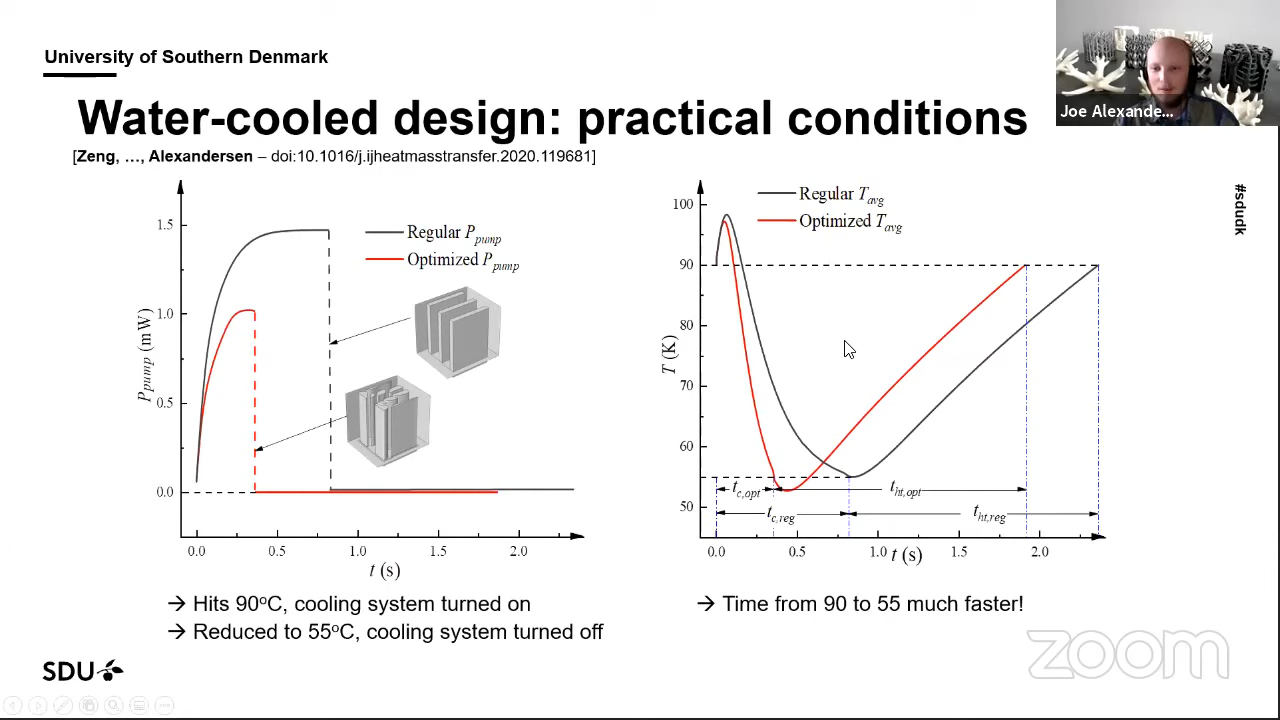 University of Southern Denmark
Joe Alexande...
Water-cooled design: practical conditions
[Zeng, ..., Alexandersen – doi:10.1016/j.ijheatmasstransfer.2020.119681]
#sdudk
Regular P_pump
Optimized P_pump
1.5
1.0
0.5
0.0
P_pump (mW)
0.0 0.5 1.0 1.5 2.0
t (s)
Regular T_avg
Optimized T_avg
100
90
80
70
60
50
T (K)
t_c,opt t_ht,opt
t_c,reg t_ht,reg
0.0 0.5 1.0 1.5 2.0
t (s)
→ Hits 90°C, cooling system turned on
→ Reduced to 55°C, cooling system turned off
→ Time from 90 to 55 much faster!
SDU
zoom